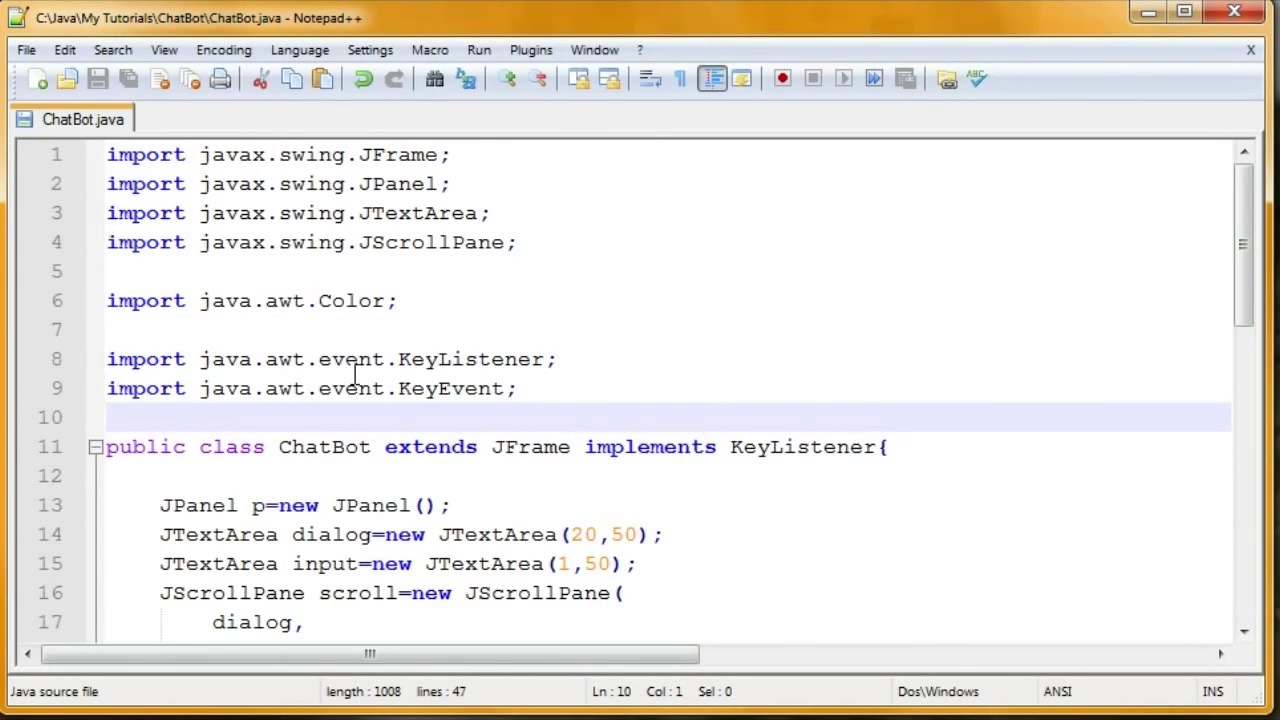 C:\Java\My Tutorials\ChatBot\ChatBot.java - Notepad++
File Edit Search View Encoding Language Settings Macro Run Plugins Window ? X
ABC
ChatBot.java
1 import javax.swing.JFrame;
2 import javax.swing.JPanel;
3 import javax.swing.JTextArea;
4 import javax.swing.JScrollPane;
5
6 import java.awt.Color;
7
8 import java.awt.event.KeyListener;
9 import java.awt.event.KeyEvent;
10
11 public class ChatBot extends JFrame implements KeyListener{
12
13 JPanel p=new JPanel();
14 JTextArea dialog=new JTextArea(20,50);
15 JTextArea input=new JTextArea(1,50);
16 JScrollPane scroll=new JScrollPane(
17 dialog,
Java source file length : 1008 lines : 47 Ln : 10 Col : 1 Sel : 0 Dos\Windows ANSI INS